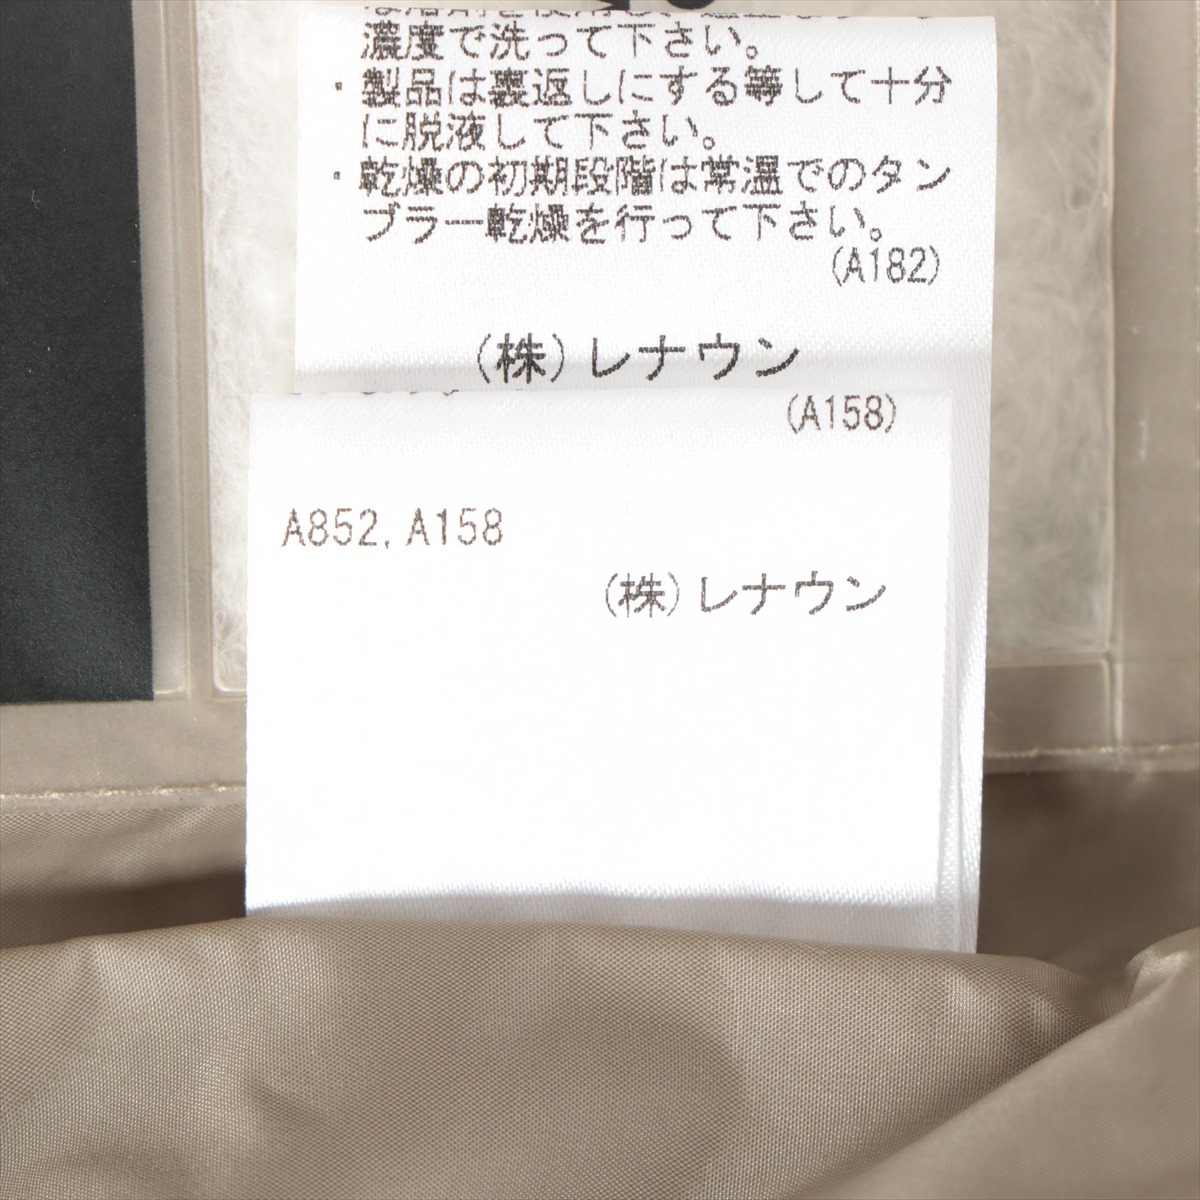 濃度で洗って下さい。
・製品は裏返しにする等して十分
に脱液して下さい。
・乾燥の初期段階は常温でのタン
ブラー乾燥を行って下さい。
(A182)
(株)レナウン
(A158)
A852, A158
(株)レナウン